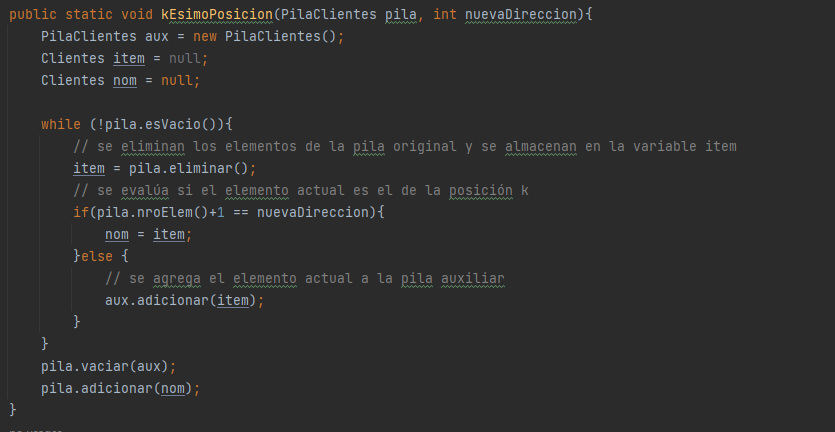 public static void kEsimoPosicion(PilaClientes pila, int nuevaDireccion){
    PilaClientes aux = new PilaClientes();
    Clientes item = null;
    Clientes nom = null;

    while (!pila.esVacio()){
        // se eliminan los elementos de la pila original y se almacenan en la variable item
        item = pila.eliminar();
        // se evalúa si el elemento actual es el de la posición k
        if(pila.nroElem()+1 == nuevaDireccion){
            nom = item;
        }else {
            // se agrega el elemento actual a la pila auxiliar
            aux.adicionar(item);
        }
    }
    pila.vaciar(aux);
    pila.adicionar(nom);
}